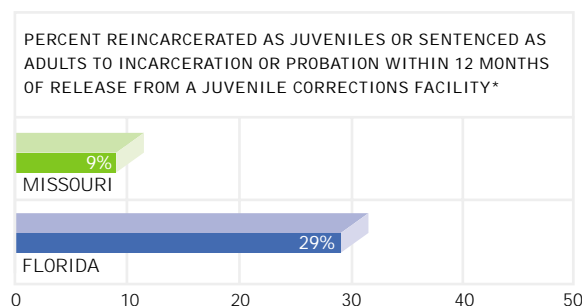 PERCENT REINCARCERATED AS JUVENILES OR SENTENCED AS
ADULTS TO INCARCERATION OR PROBATION WITHIN 12 MONTHS
OF RELEASE FROM A JUVENILE CORRECTIONS FACILITY*
9%
MISSOURI
29%
FLORIDA
0 10 20 30 40 50